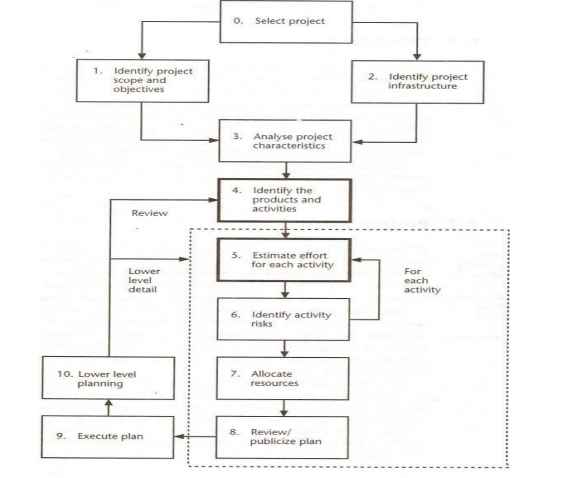 0. Select project
1. Identify project
scope and
objectives
2. Identify project
infrastructure
3. Analyse project
characteristics
4. Identify the
products and
activities
Review
5. Estimate effort
for each activity
Lower
level
detail
For
each
activity
6. Identify activity
risks
10. Lower level
planning
7. Allocate
resources
9. Execute plan
8. Review/
publicize plan